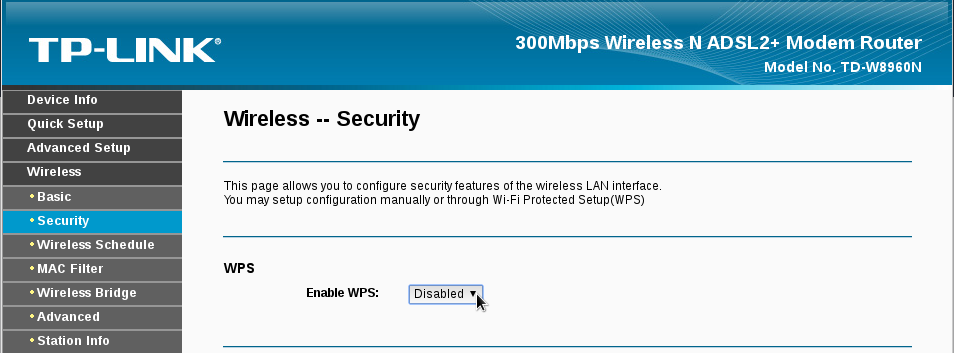 TP-LINK®
300Mbps Wireless N ADSL2+ Modem Router
Model No. TD-W8960N
Device Info
Quick Setup
Advanced Setup
Wireless
• Basic
• Security
• Wireless Schedule
• MAC Filter
• Wireless Bridge
• Advanced
• Station Info
Wireless -- Security
This page allows you to configure security features of the wireless LAN interface.
You may setup configuration manually or through Wi-Fi Protected Setup(WPS)
WPS
Enable WPS: Disabled ▼